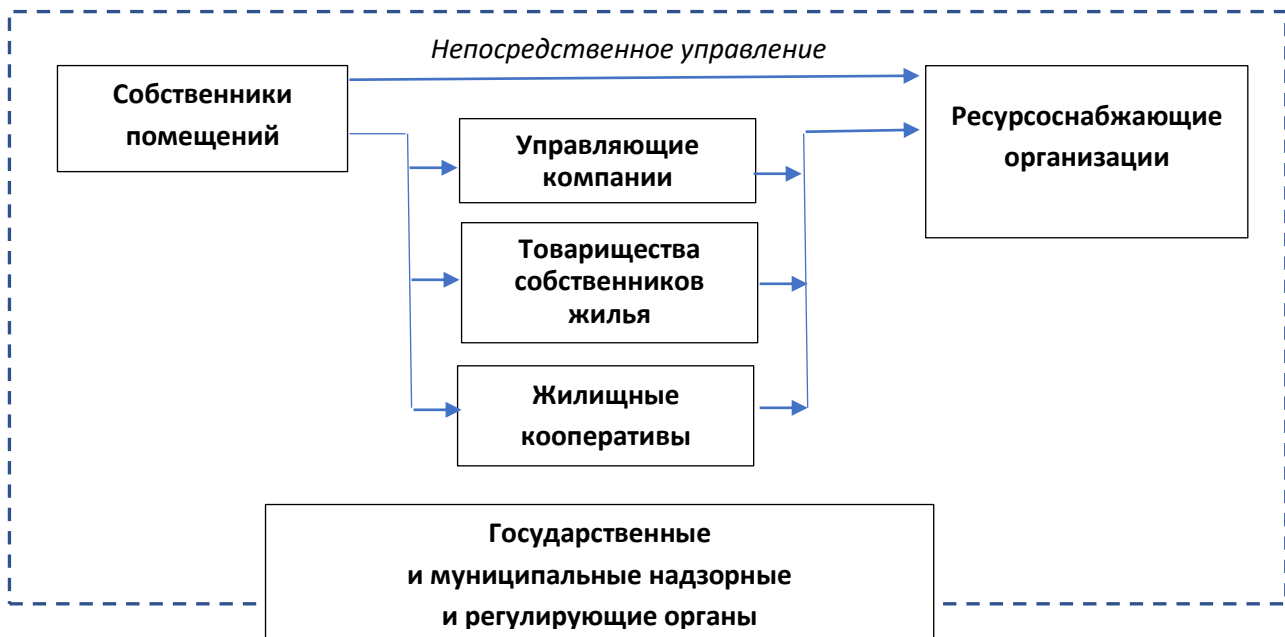 Непосредственное управление
Собственники
помещений
Ресурсоснабжающие
организации
Управляющие
компании
Товарищества
собственников
жилья
Жилищные
кооперативы
Государственные
и муниципальные надзорные
и регулирующие органы